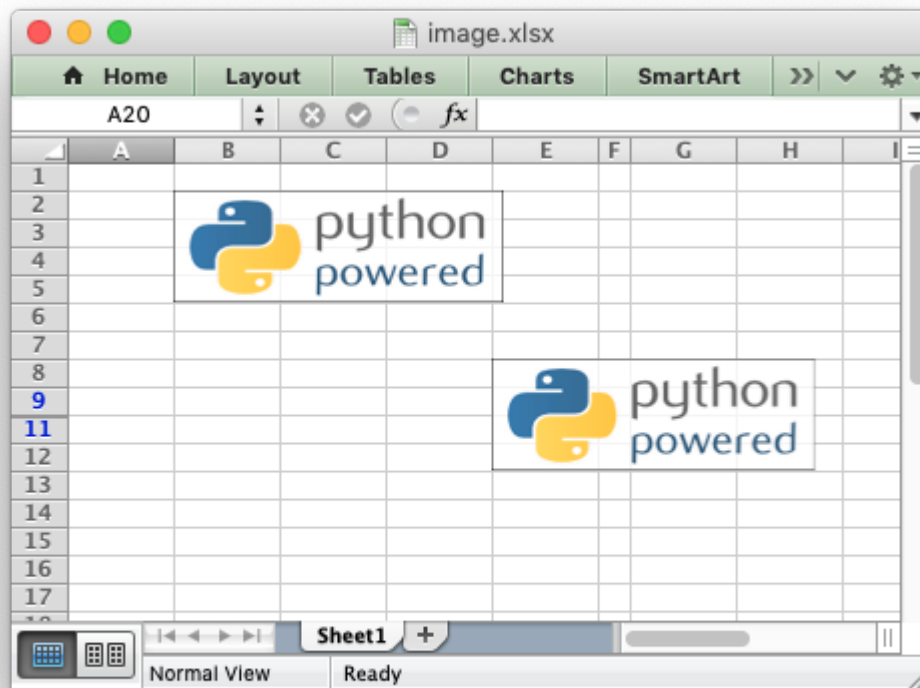 image.xlsx
Home Layout Tables Charts SmartArt
A20 fx
A B C D E F G H I
1
2
3
4
5
6
7
8
9
11
12
13
14
15
16
17
python
powered
python
powered
Sheet1 +
Normal View Ready